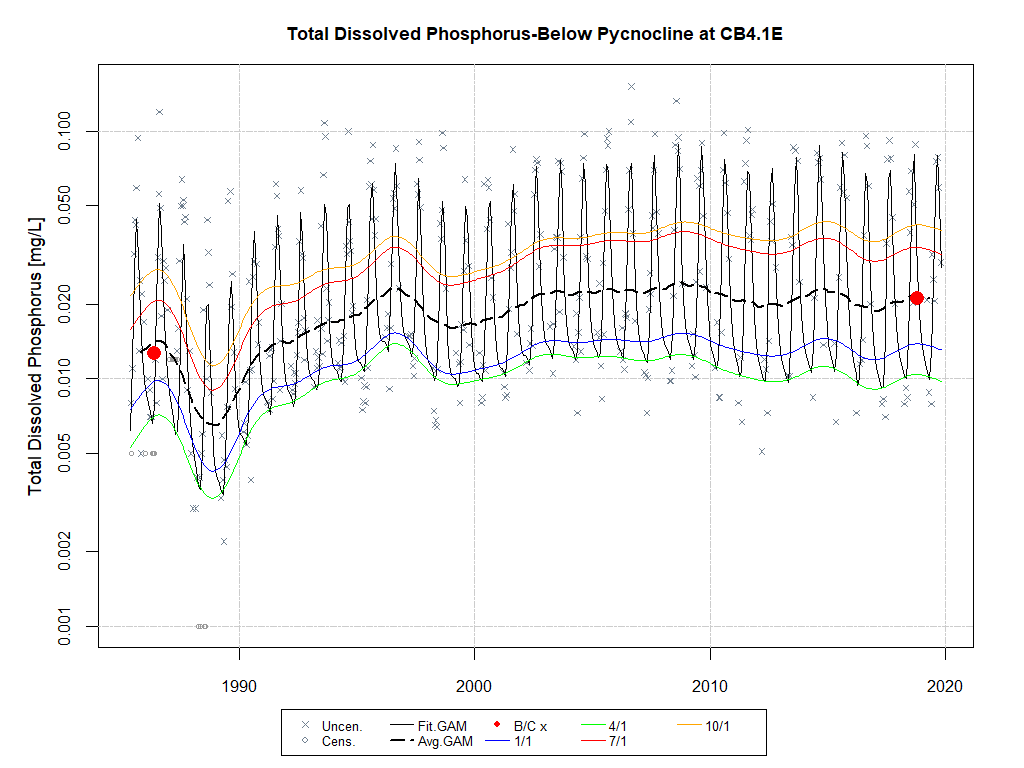 Total Dissolved Phosphorus-Below Pycnocline at CB4.1E
Total Dissolved Phosphorus [mg/L]
0.100
0.050
0.020
0.010
0.005
0.002
0.001
1990 2000 2010 2020
Uncen. Fit.GAM B/C x 4/1 10/1
Cens. Avg.GAM 1/1 7/1